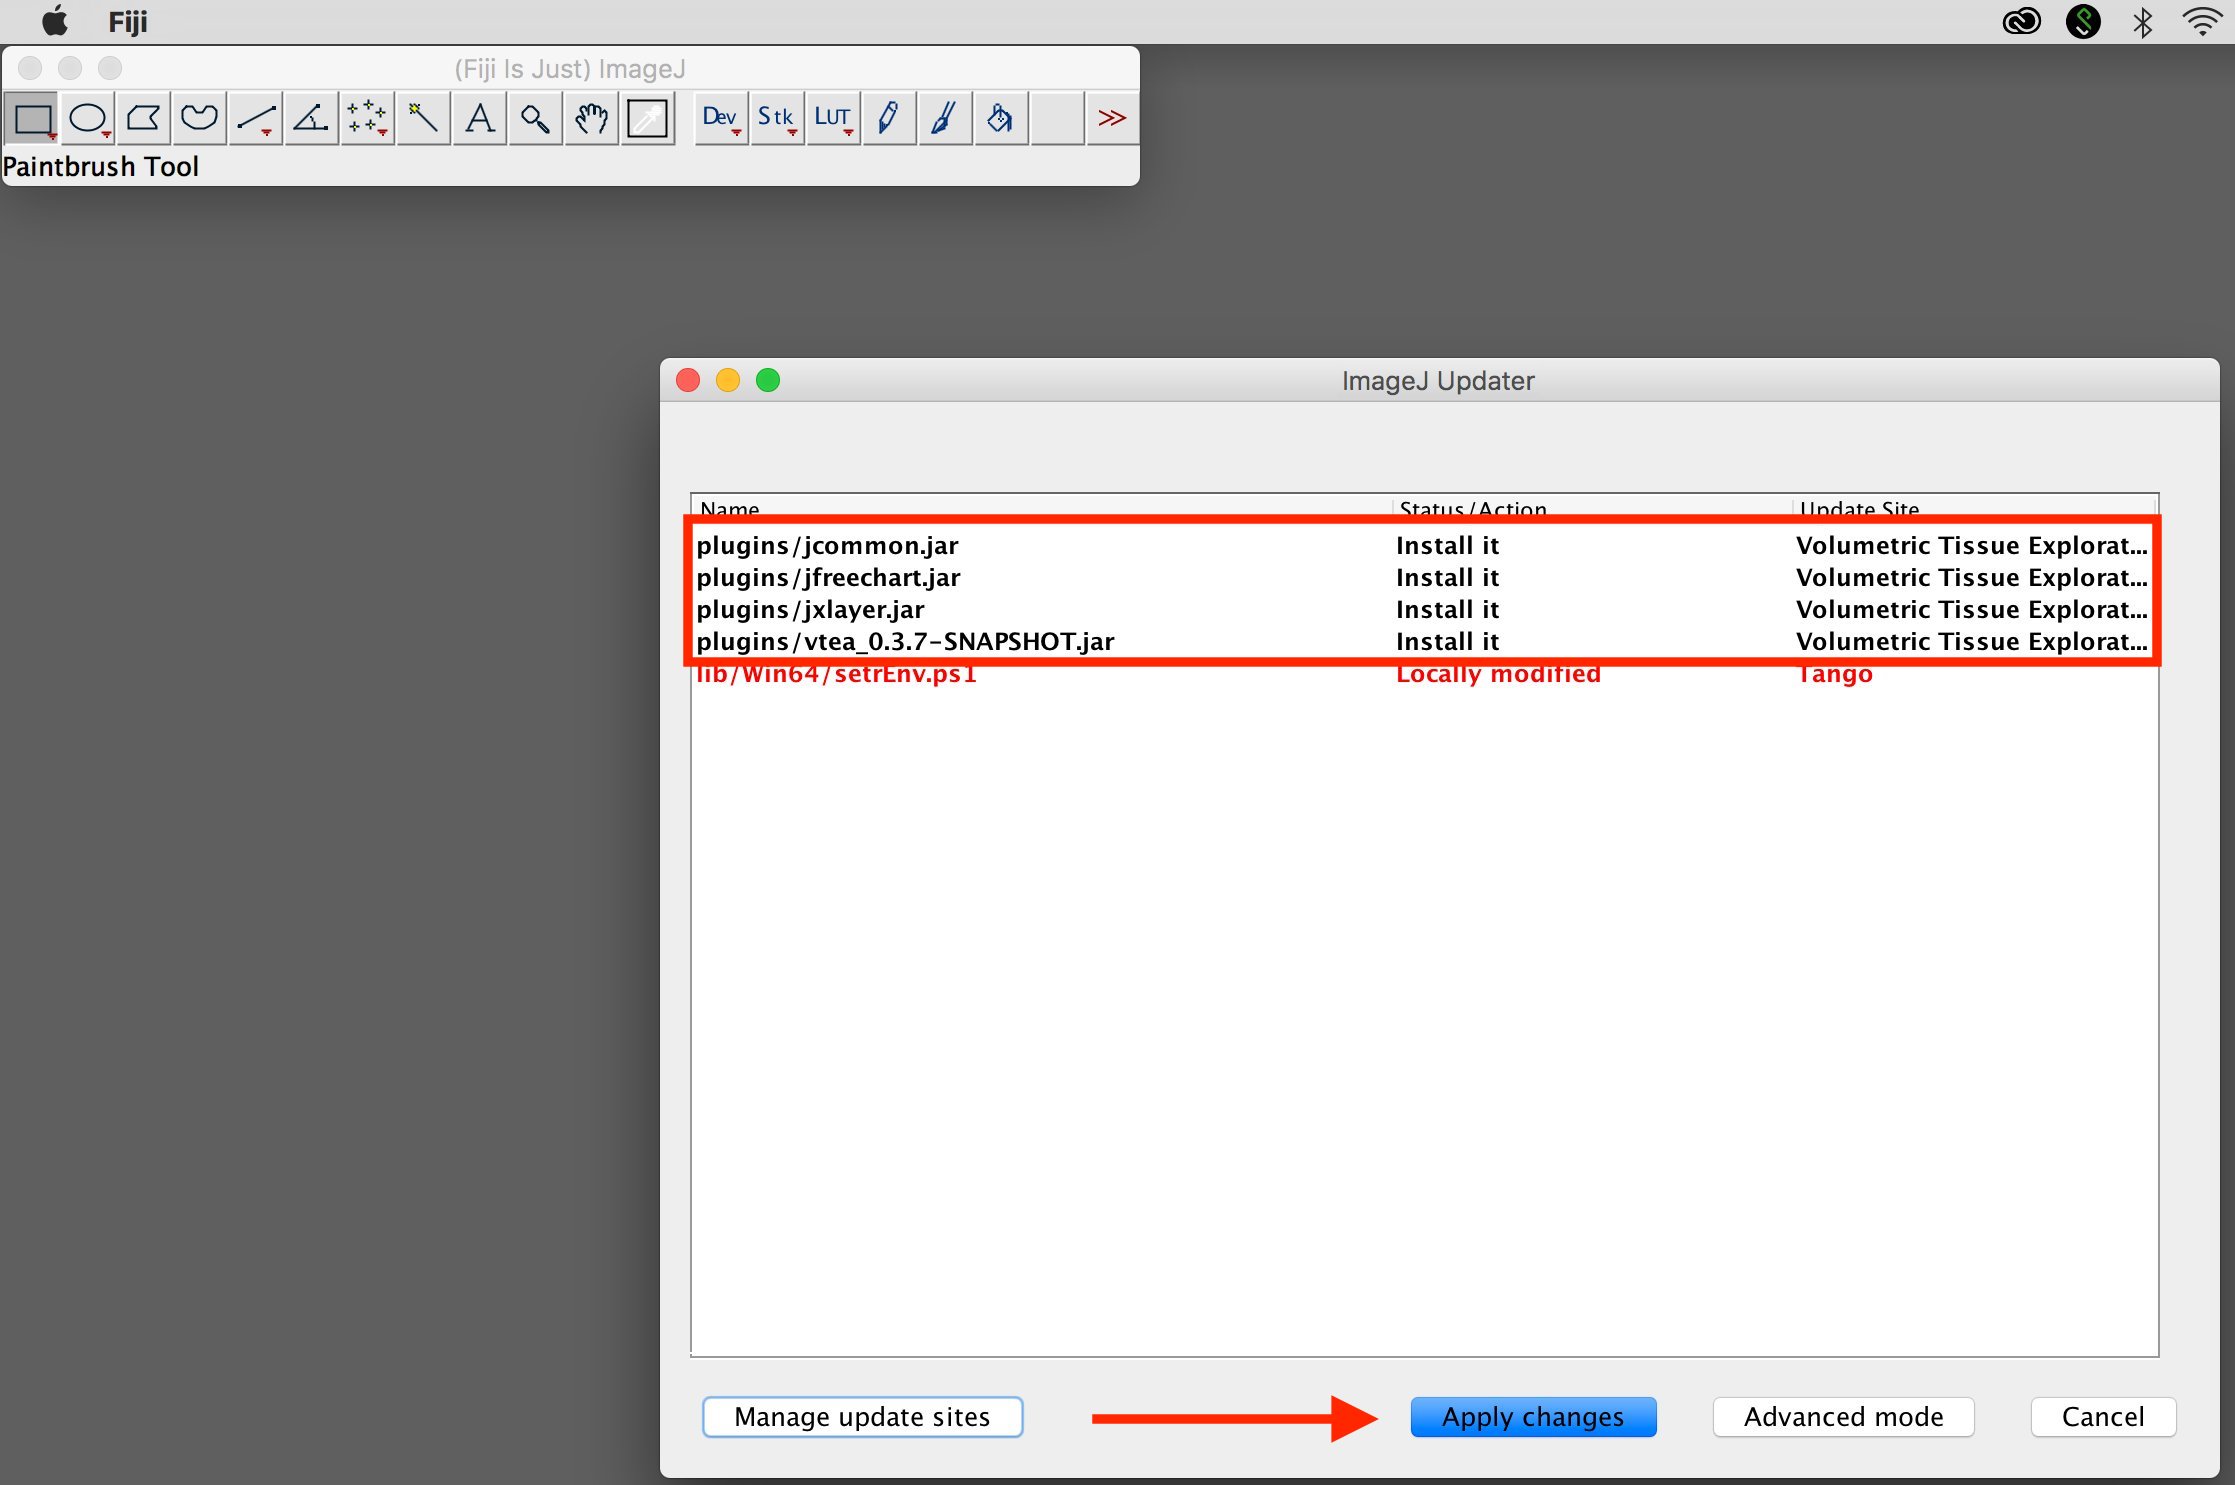 Fiji
(Fiji Is Just) ImageJ
A Dev Stk LUT >>
Paintbrush Tool
ImageJ Updater
Name Status/Action Update Site
plugins/jcommon.jar Install it Volumetric Tissue Explorat...
plugins/jfreechart.jar Install it Volumetric Tissue Explorat...
plugins/jxlayer.jar Install it Volumetric Tissue Explorat...
plugins/vtea_0.3.7-SNAPSHOT.jar Install it Volumetric Tissue Explorat...
lib/Win64/setrEnv.ps1 Locally modified Tango
Manage update sites Apply changes Advanced mode Cancel